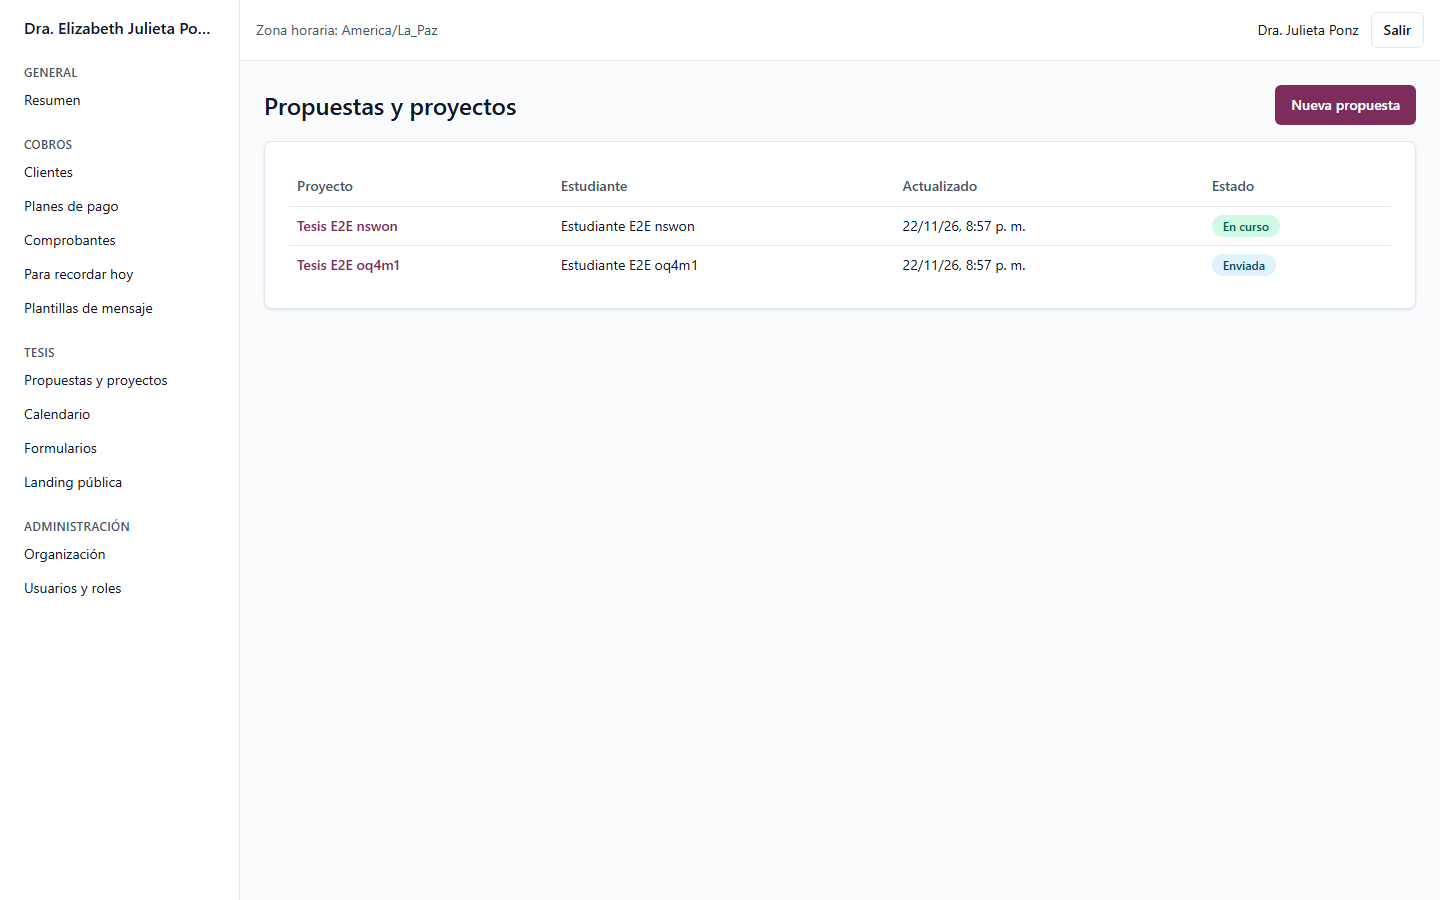 Dra. Elizabeth Julieta Po...
Zona horaria: America/La_Paz
Dra. Julieta Ponz
Salir
GENERAL
Resumen
COBROS
Clientes
Planes de pago
Comprobantes
Para recordar hoy
Plantillas de mensaje
TESIS
Propuestas y proyectos
Calendario
Formularios
Landing pública
ADMINISTRACIÓN
Organización
Usuarios y roles
Propuestas y proyectos
Nueva propuesta
Proyecto Estudiante Actualizado Estado
Tesis E2E nswon Estudiante E2E nswon 22/11/26, 8:57 p. m. En curso
Tesis E2E oq4m1 Estudiante E2E oq4m1 22/11/26, 8:57 p. m. Enviada